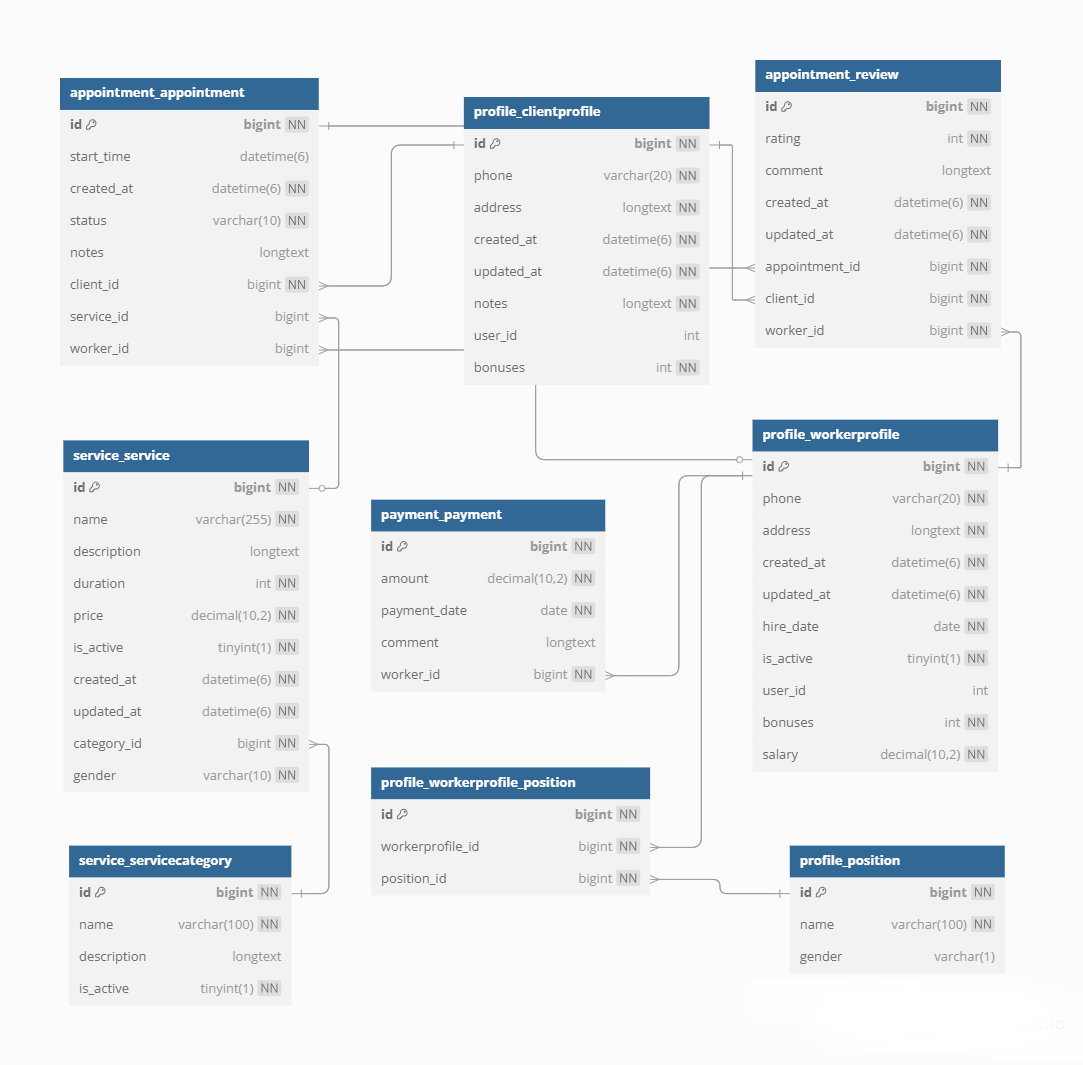 appointment_appointment
id bigint NN
start_time datetime(6)
created_at datetime(6) NN
status varchar(10) NN
notes longtext
client_id bigint NN
service_id bigint
worker_id bigint
profile_clientprofile
id bigint NN
phone varchar(20) NN
address longtext NN
created_at datetime(6) NN
updated_at datetime(6) NN
notes longtext NN
user_id int
bonuses int NN
appointment_review
id bigint NN
rating int NN
comment longtext
created_at datetime(6) NN
updated_at datetime(6) NN
appointment_id bigint NN
client_id bigint NN
worker_id bigint NN
service_service
id bigint NN
name varchar(255) NN
description longtext
duration int NN
price decimal(10,2) NN
is_active tinyint(1) NN
created_at datetime(6) NN
updated_at datetime(6) NN
category_id bigint NN
gender varchar(10) NN
payment_payment
id bigint NN
amount decimal(10,2) NN
payment_date date NN
comment longtext
worker_id bigint NN
profile_workerprofile
id bigint NN
phone varchar(20) NN
address longtext NN
created_at datetime(6) NN
updated_at datetime(6) NN
hire_date date NN
is_active tinyint(1) NN
user_id int
bonuses int NN
salary decimal(10,2) NN
profile_workerprofile_position
id bigint NN
workerprofile_id bigint NN
position_id bigint NN
service_servicecategory
id bigint NN
name varchar(100) NN
description longtext
is_active tinyint(1) NN
profile_position
id bigint NN
name varchar(100) NN
gender varchar(1)